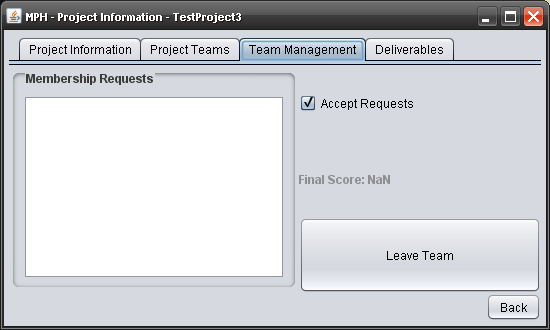 MPH - Project Information - TestProject3
Project Information Project Teams Team Management Deliverables
Membership Requests
Accept Requests
Final Score: NaN
Leave Team
Back